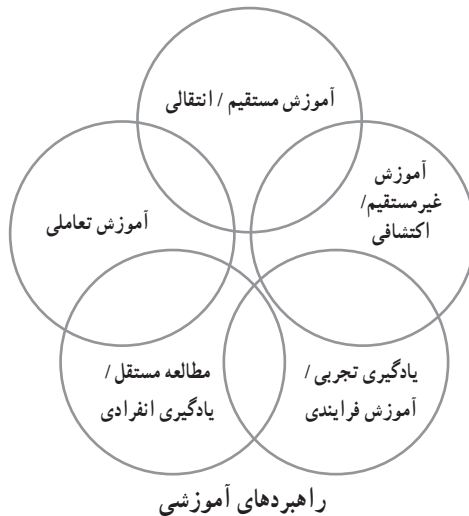 آموزش مستقیم / انتقالی
آموزش
غیرمستقیم/
اکتشافی
آموزش تعاملی
یادگیری تجربی /
آموزش فرایندی
مطالعه مستقل /
یادگیری انفرادی
راهبردهای آموزشی